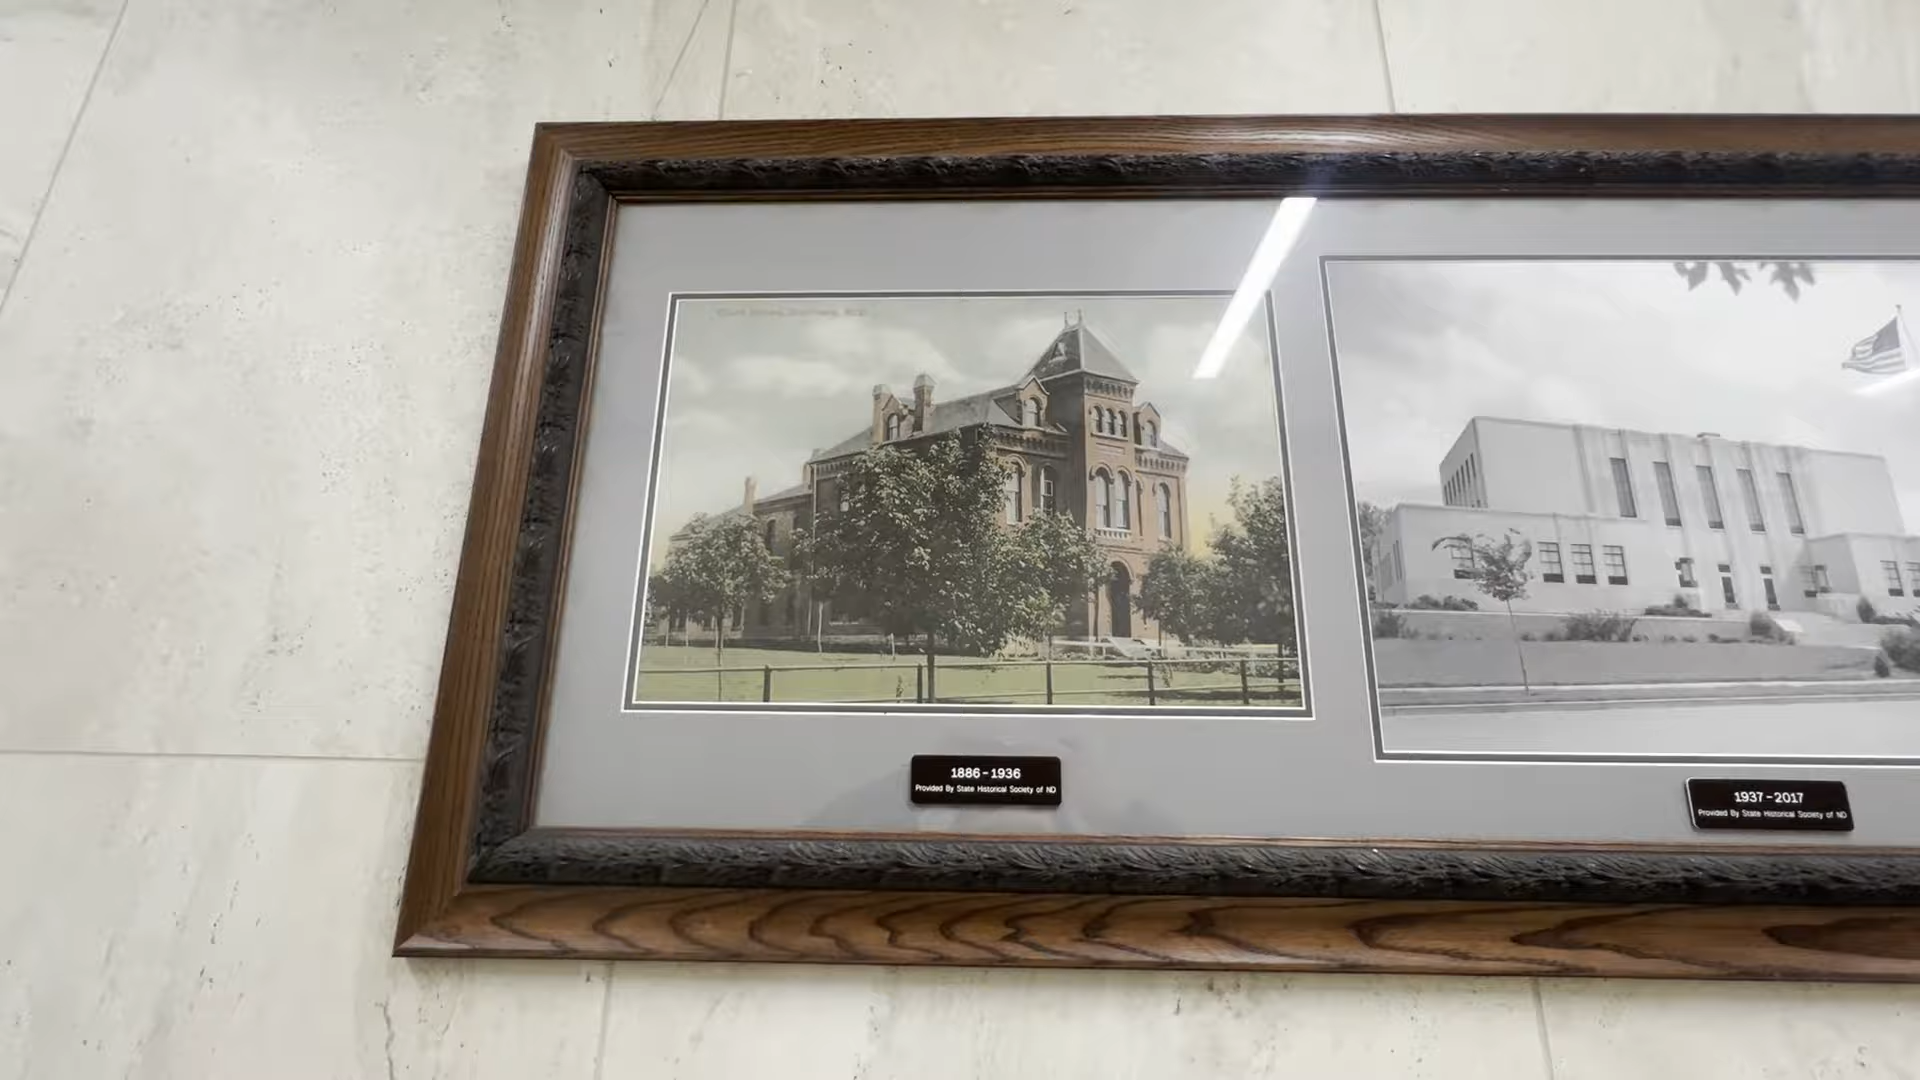 1886-1936
Provided By State Historical Society of ND
1937-2017
Provided By State Historical Society of ND